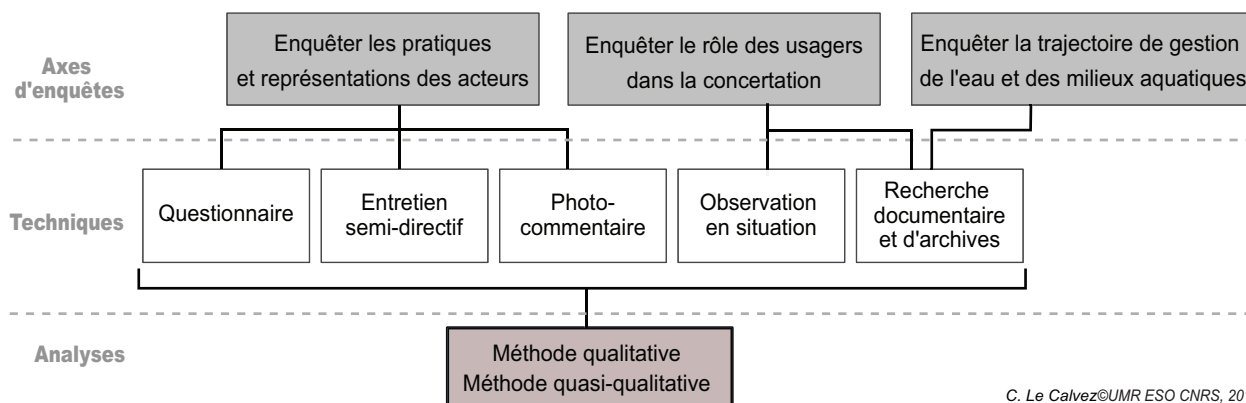 Axes
d'enquêtes
Enquêter les pratiques
et représentations des acteurs
Enquêter le rôle des usagers
dans la concertation
Enquêter la trajectoire de gestion
de l'eau et des milieux aquatiques
Techniques
Questionnaire
Entretien
semi-directif
Photo-
commentaire
Observation
en situation
Recherche
documentaire
et d'archives
Analyses
Méthode qualitative
Méthode quasi-qualitative
C. Le Calvez©UMR ESO CNRS, 20